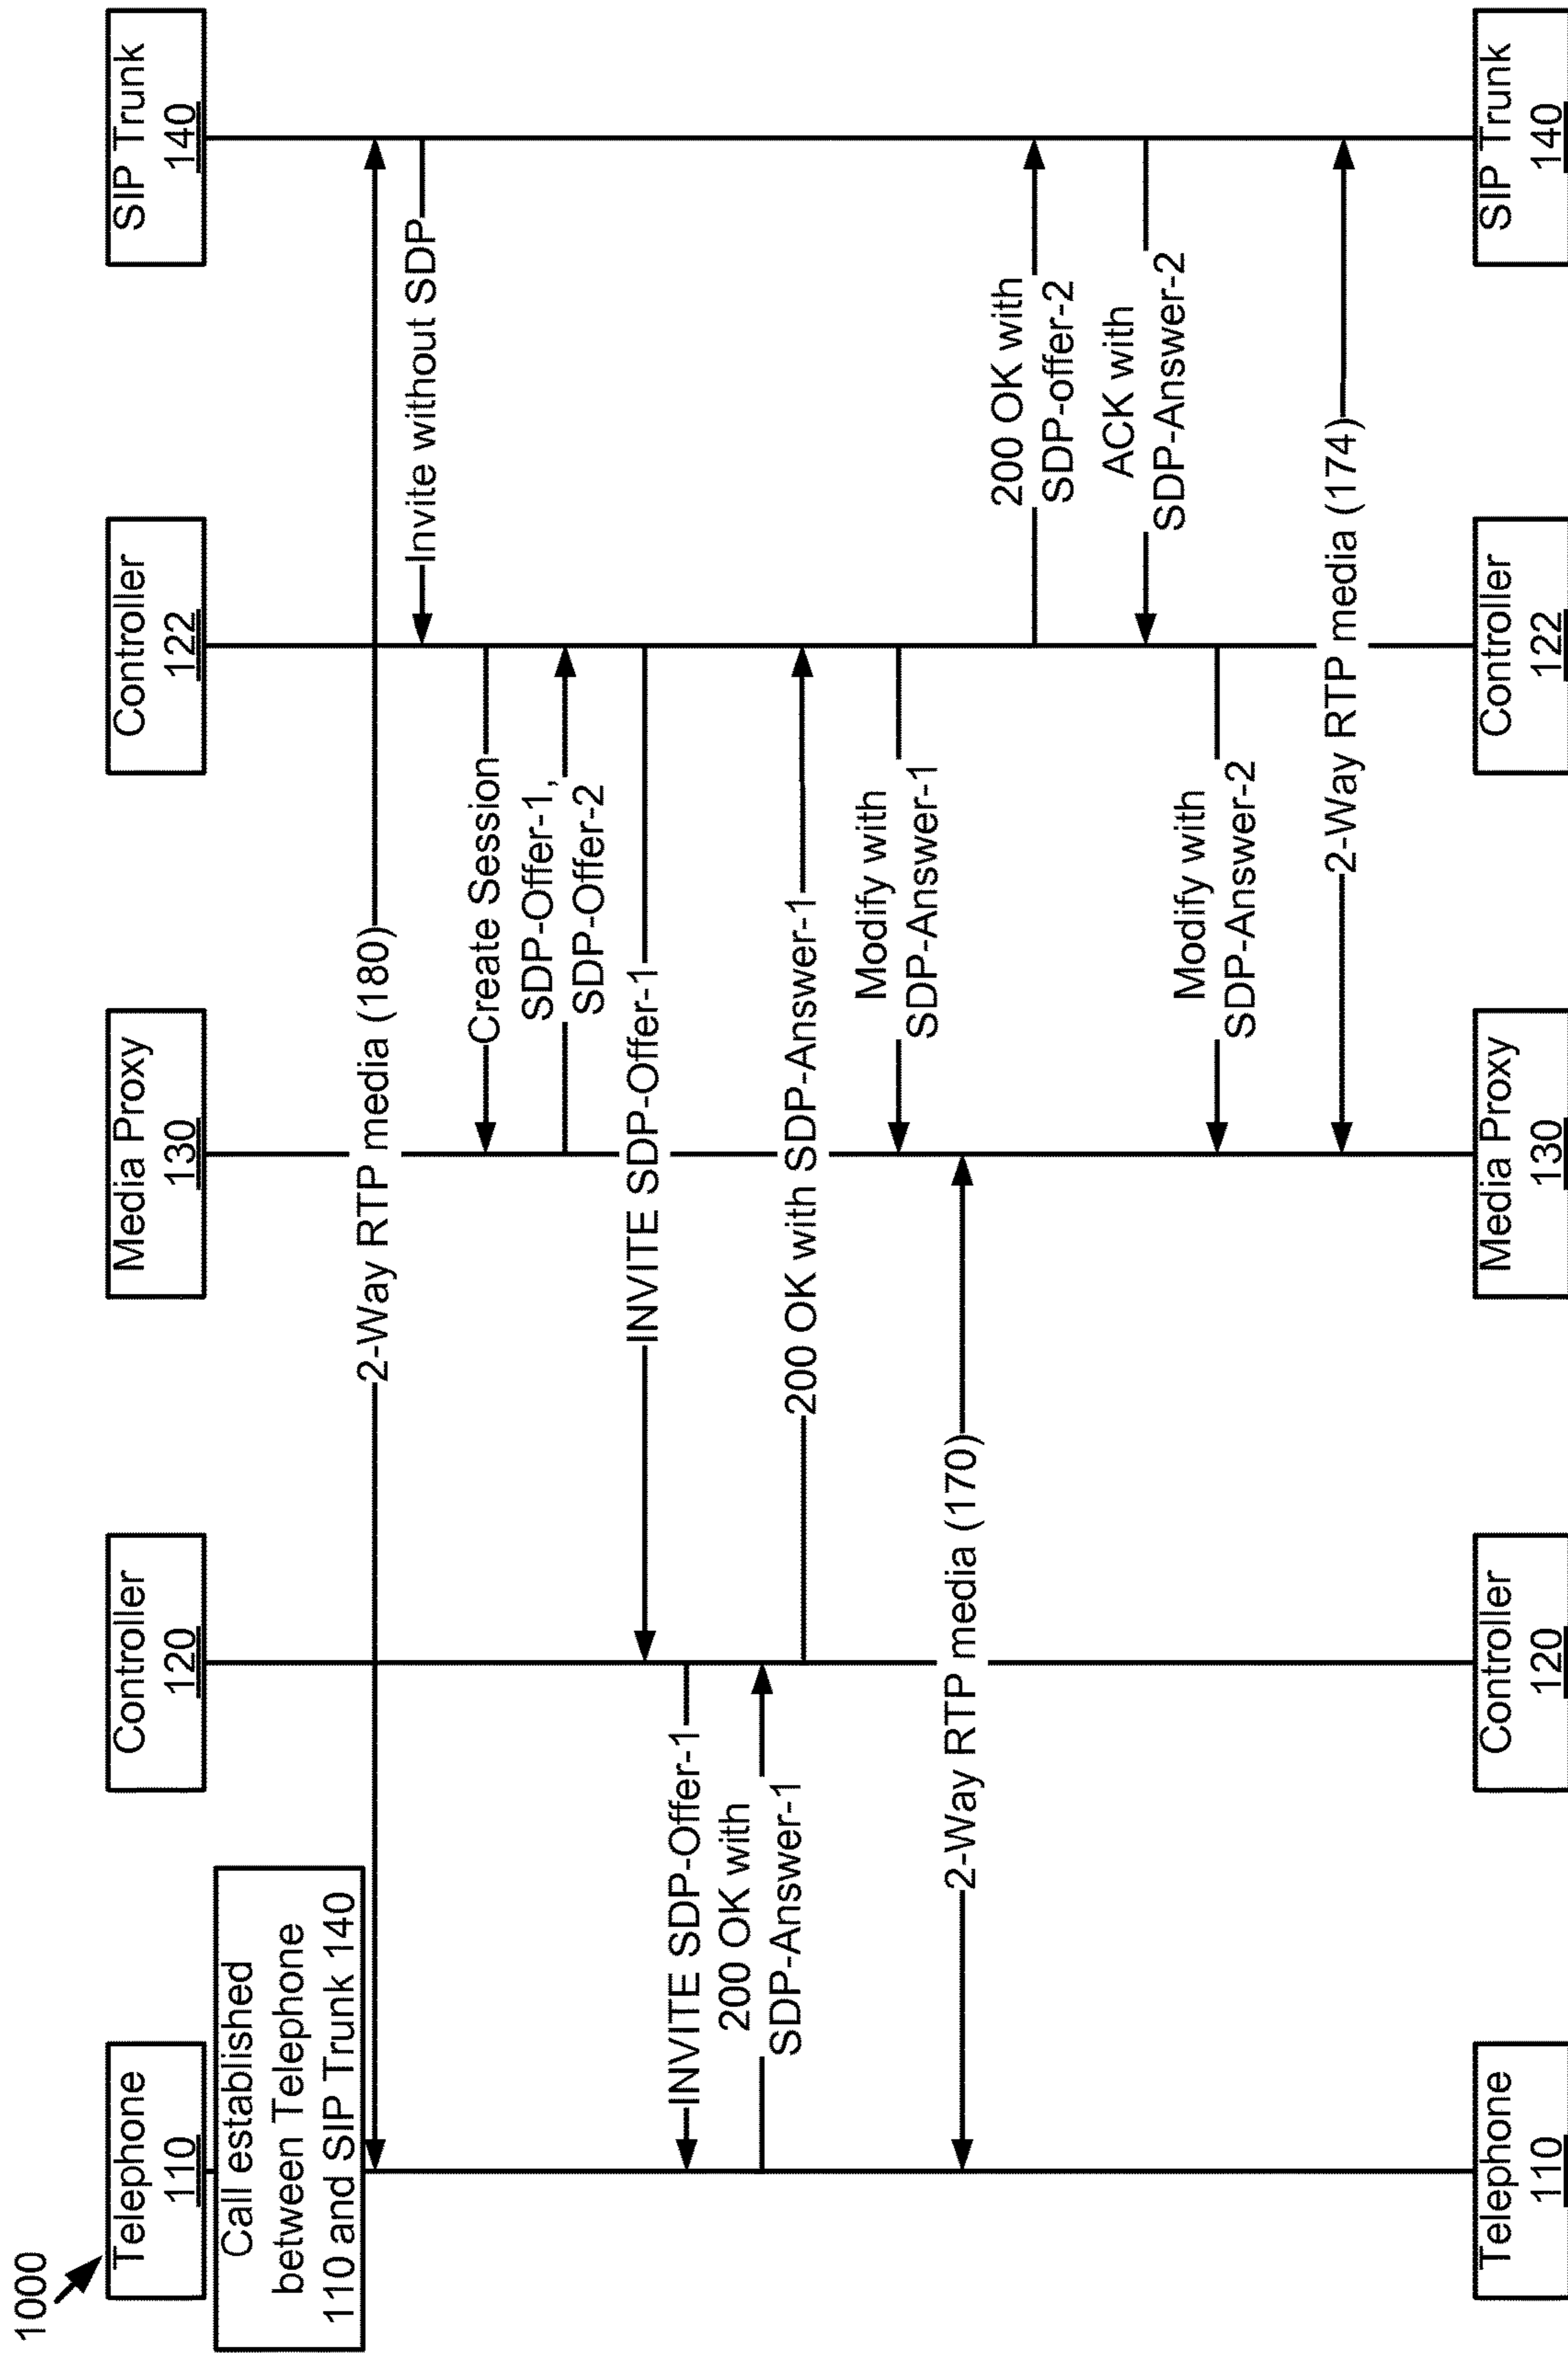 1000
Telephone
110
Controller
120
Media Proxy
130
Controller
122
SIP Trunk
140
Call established
between Telephone
110 and SIP Trunk 140
2-Way RTP media (180)
Invite without SDP
Create Session
SDP-Offer-1,
SDP-Offer-2
INVITE SDP-Offer-1
INVITE SDP-Offer-1
200 OK with
SDP-Answer-1
200 OK with SDP-Answer-1
Modify with
SDP-Answer-1
2-Way RTP media (170)
200 OK with
SDP-offer-2
ACK with
SDP-Answer-2
Modify with
SDP-Answer-2
2-Way RTP media (174)
Telephone
110
Controller
120
Media Proxy
130
Controller
122
SIP Trunk
140